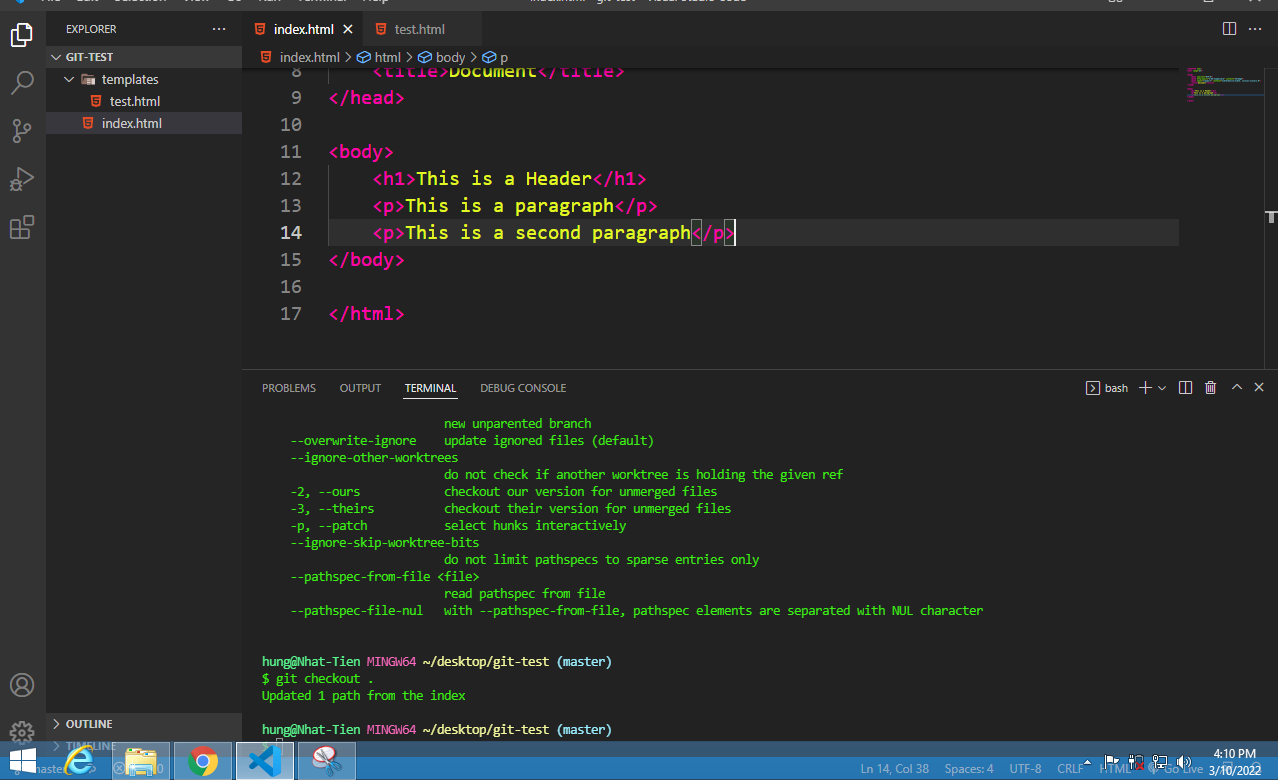 EXPLORER
GIT-TEST
templates
test.html
index.html
OUTLINE
TIMELINE
index.html
test.html
index.html > html > body > p
8 <title>Document</title>
9 </head>
10
11 <body>
12 <h1>This is a Header</h1>
13 <p>This is a paragraph</p>
14 <p>This is a second paragraph</p>
15 </body>
16
17 </html>
PROBLEMS OUTPUT TERMINAL DEBUG CONSOLE
bash
new unparented branch
--overwrite-ignore update ignored files (default)
--ignore-other-worktrees
do not check if another worktree is holding the given ref
-2, --ours checkout our version for unmerged files
-3, --theirs checkout their version for unmerged files
-p, --patch select hunks interactively
--ignore-skip-worktree-bits
do not limit pathspecs to sparse entries only
--pathspec-from-file <file>
read pathspec from file
--pathspec-file-nul with --pathspec-from-file, pathspec elements are separated with NUL character
hung@Nhat-Tien MINGW64 ~/desktop/git-test (master)
$ git checkout .
Updated 1 path from the index
hung@Nhat-Tien MINGW64 ~/desktop/git-test (master)
Ln 14, Col 38 Spaces: 4 UTF-8 CRLF HTML Go Live
4:10 PM
3/10/2022